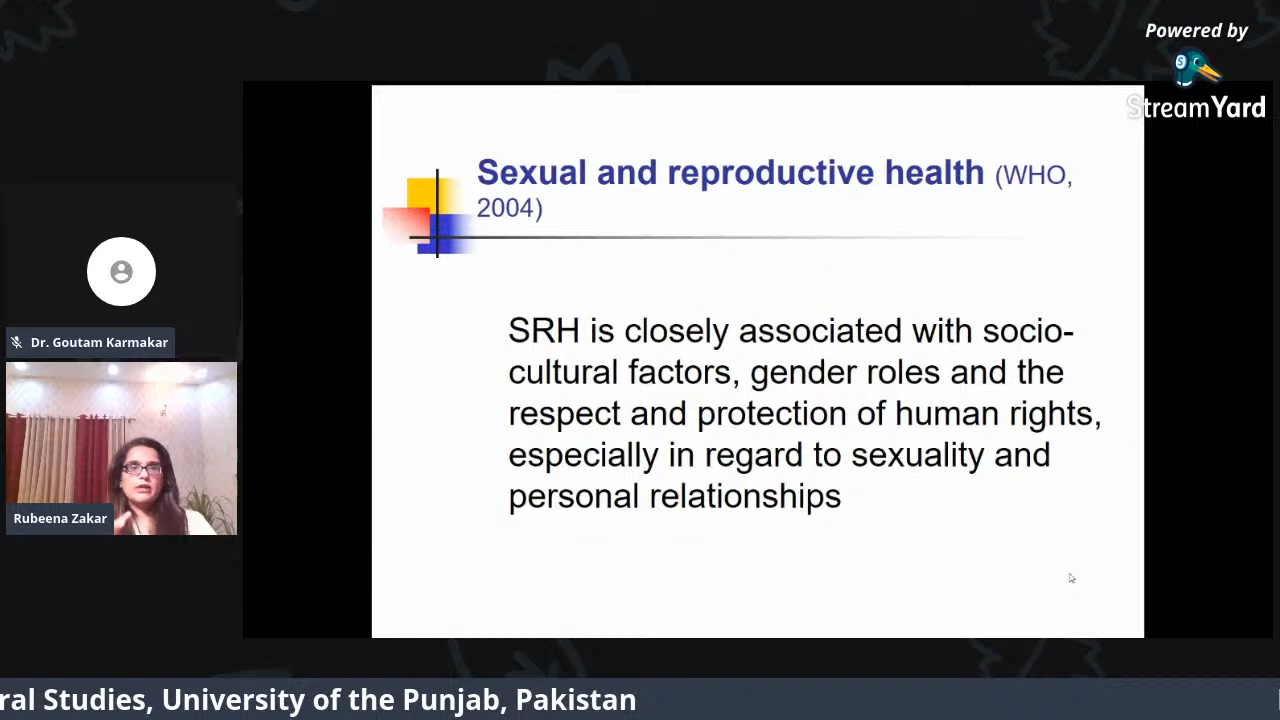 Powered by
StreamYard
Sexual and reproductive health (WHO,
2004)
SRH is closely associated with socio-
cultural factors, gender roles and the
respect and protection of human rights,
especially in regard to sexuality and
personal relationships
Dr. Goutam Karmakar
Rubeena Zakar
ral Studies, University of the Punjab, Pakistan